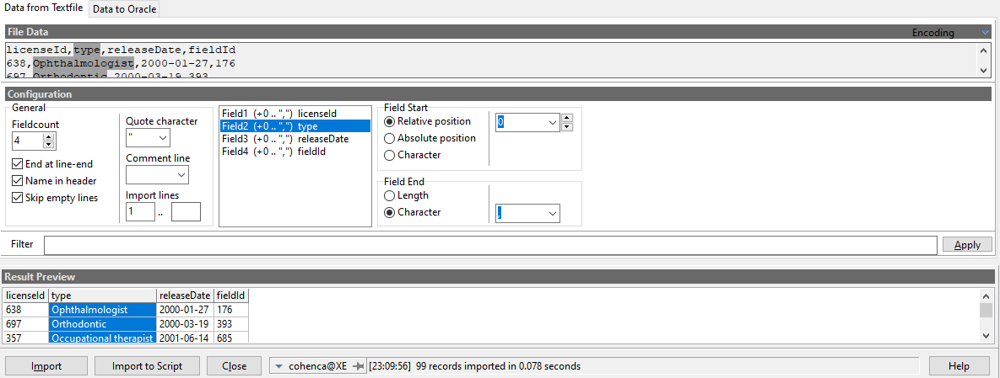 Data from Textfile
Data to Oracle
File Data
Encoding
licenseId,type,releaseDate,fieldId
638,Ophthalmologist,2000-01-27,176
697,Orthodontic,2000-03-19,393
Configuration
General
Fieldcount
4
End at line-end
Name in header
Skip empty lines
Quote character
"
Comment line
Import lines
1 ..
Field1 (+0 .. ",") licenseId
Field2 (+0 .. ",") type
Field3 (+0 .. ",") releaseDate
Field4 (+0 .. ",") fieldId
Field Start
Relative position
0
Absolute position
Character
Field End
Length
Character
,
Filter
Apply
Result Preview
licenseId type releaseDate fieldId
638 Ophthalmologist 2000-01-27 176
697 Orthodontic 2000-03-19 393
357 Occupational therapist 2001-06-14 685
Import
Import to Script
Close
cohenca@XE
[23:09:56] 99 records imported in 0.078 seconds
Help